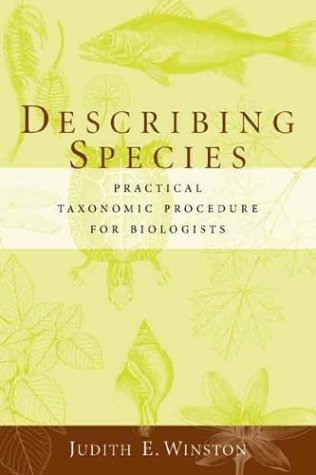 DESCRIBING
SPECIES
PRACTICAL
TAXONOMIC PROCEDURE
FOR BIOLOGISTS
JUDITH E. WINSTON